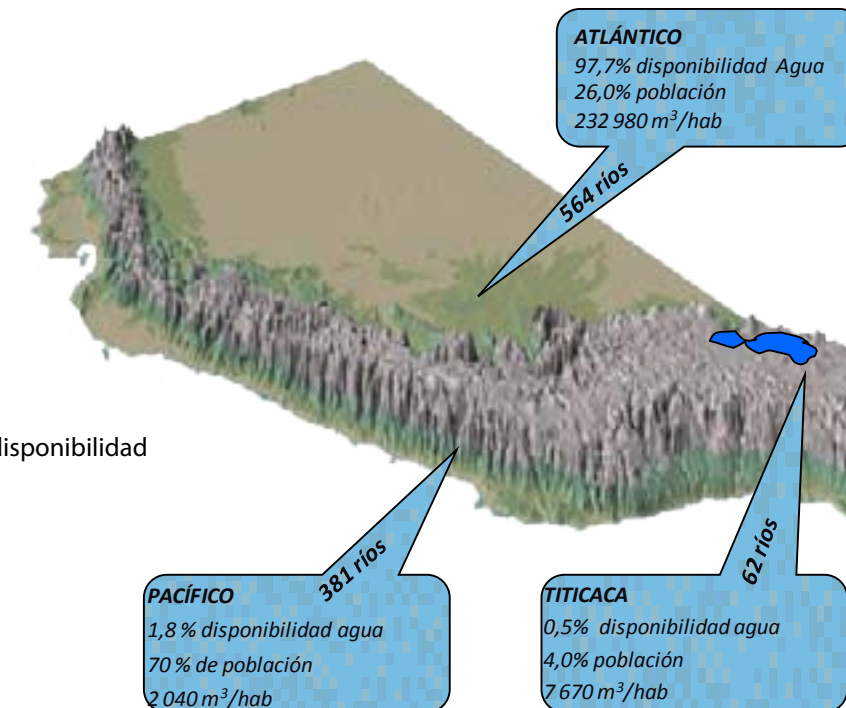 ATLÁNTICO
97,7% disponibilidad Agua
26,0% población
232 980 m³/hab
564 ríos
disponibilidad
381 ríos
PACÍFICO
1,8 % disponibilidad agua
70 % de población
2 040 m³/hab
62 ríos
TITICACA
0,5% disponibilidad agua
4,0% población
7 670 m³/hab